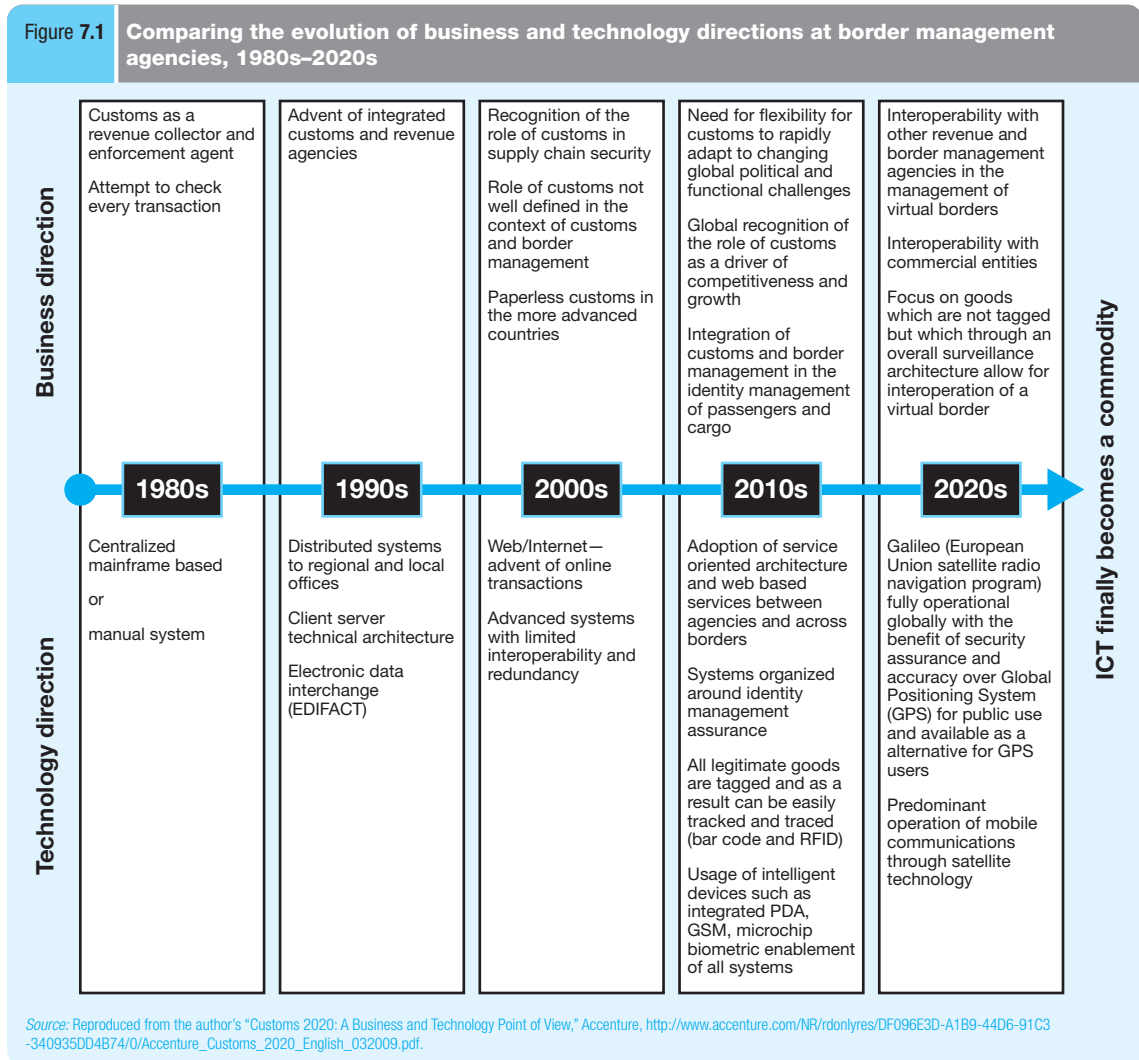 Figure 7.1
Comparing the evolution of business and technology directions at border management
agencies, 1980s–2020s
Business direction
Customs as a
revenue collector and
enforcement agent
Attempt to check
every transaction
Advent of integrated
customs and revenue
agencies
Recognition of the
role of customs in
supply chain security
Role of customs not
well defined in the
context of customs
and border
management
Paperless customs in
the more advanced
countries
Need for flexibility for
customs to rapidly
adapt to changing
global political and
functional challenges
Global recognition of
the role of customs
as a driver of
competitiveness and
growth
Integration of
customs and border
management in the
identity management
of passengers and
cargo
Interoperability with
other revenue and
border management
agencies in the
management of
virtual borders
Interoperability with
commercial entities
Focus on goods
which are not tagged
but which through an
overall surveillance
architecture allow for
interoperation of a
virtual border
1980s
1990s
2000s
2010s
2020s
Technology direction
Centralized
mainframe based
or
manual system
Distributed systems
to regional and local
offices
Client server
technical architecture
Electronic data
interchange
(EDIFACT)
Web/Internet—
advent of online
transactions
Advanced systems
with limited
interoperability and
redundancy
Adoption of service
oriented architecture
and web based
services between
agencies and across
borders
Systems organized
around identity
management
assurance
All legitimate goods
are tagged and as a
result can be easily
tracked and traced
(bar code and RFID)
Usage of intelligent
devices such as
integrated PDA,
GSM, microchip
biometric enablement
of all systems
Galileo (European
Union satellite radio
navigation program)
fully operational
globally with the
benefit of security
assurance and
accuracy over Global
Positioning System
(GPS) for public use
and available as a
alternative for GPS
users
Predominant
operation of mobile
communications
through satellite
technology
ICT finally becomes a commodity
Source: Reproduced from the author's “Customs 2020: A Business and Technology Point of View,” Accenture, http://www.accenture.com/NR/rdonlyres/DF096E3D-A1B9-44D6-91C3
-340935DD4B74/0/Accenture_Customs_2020_English_032009.pdf.